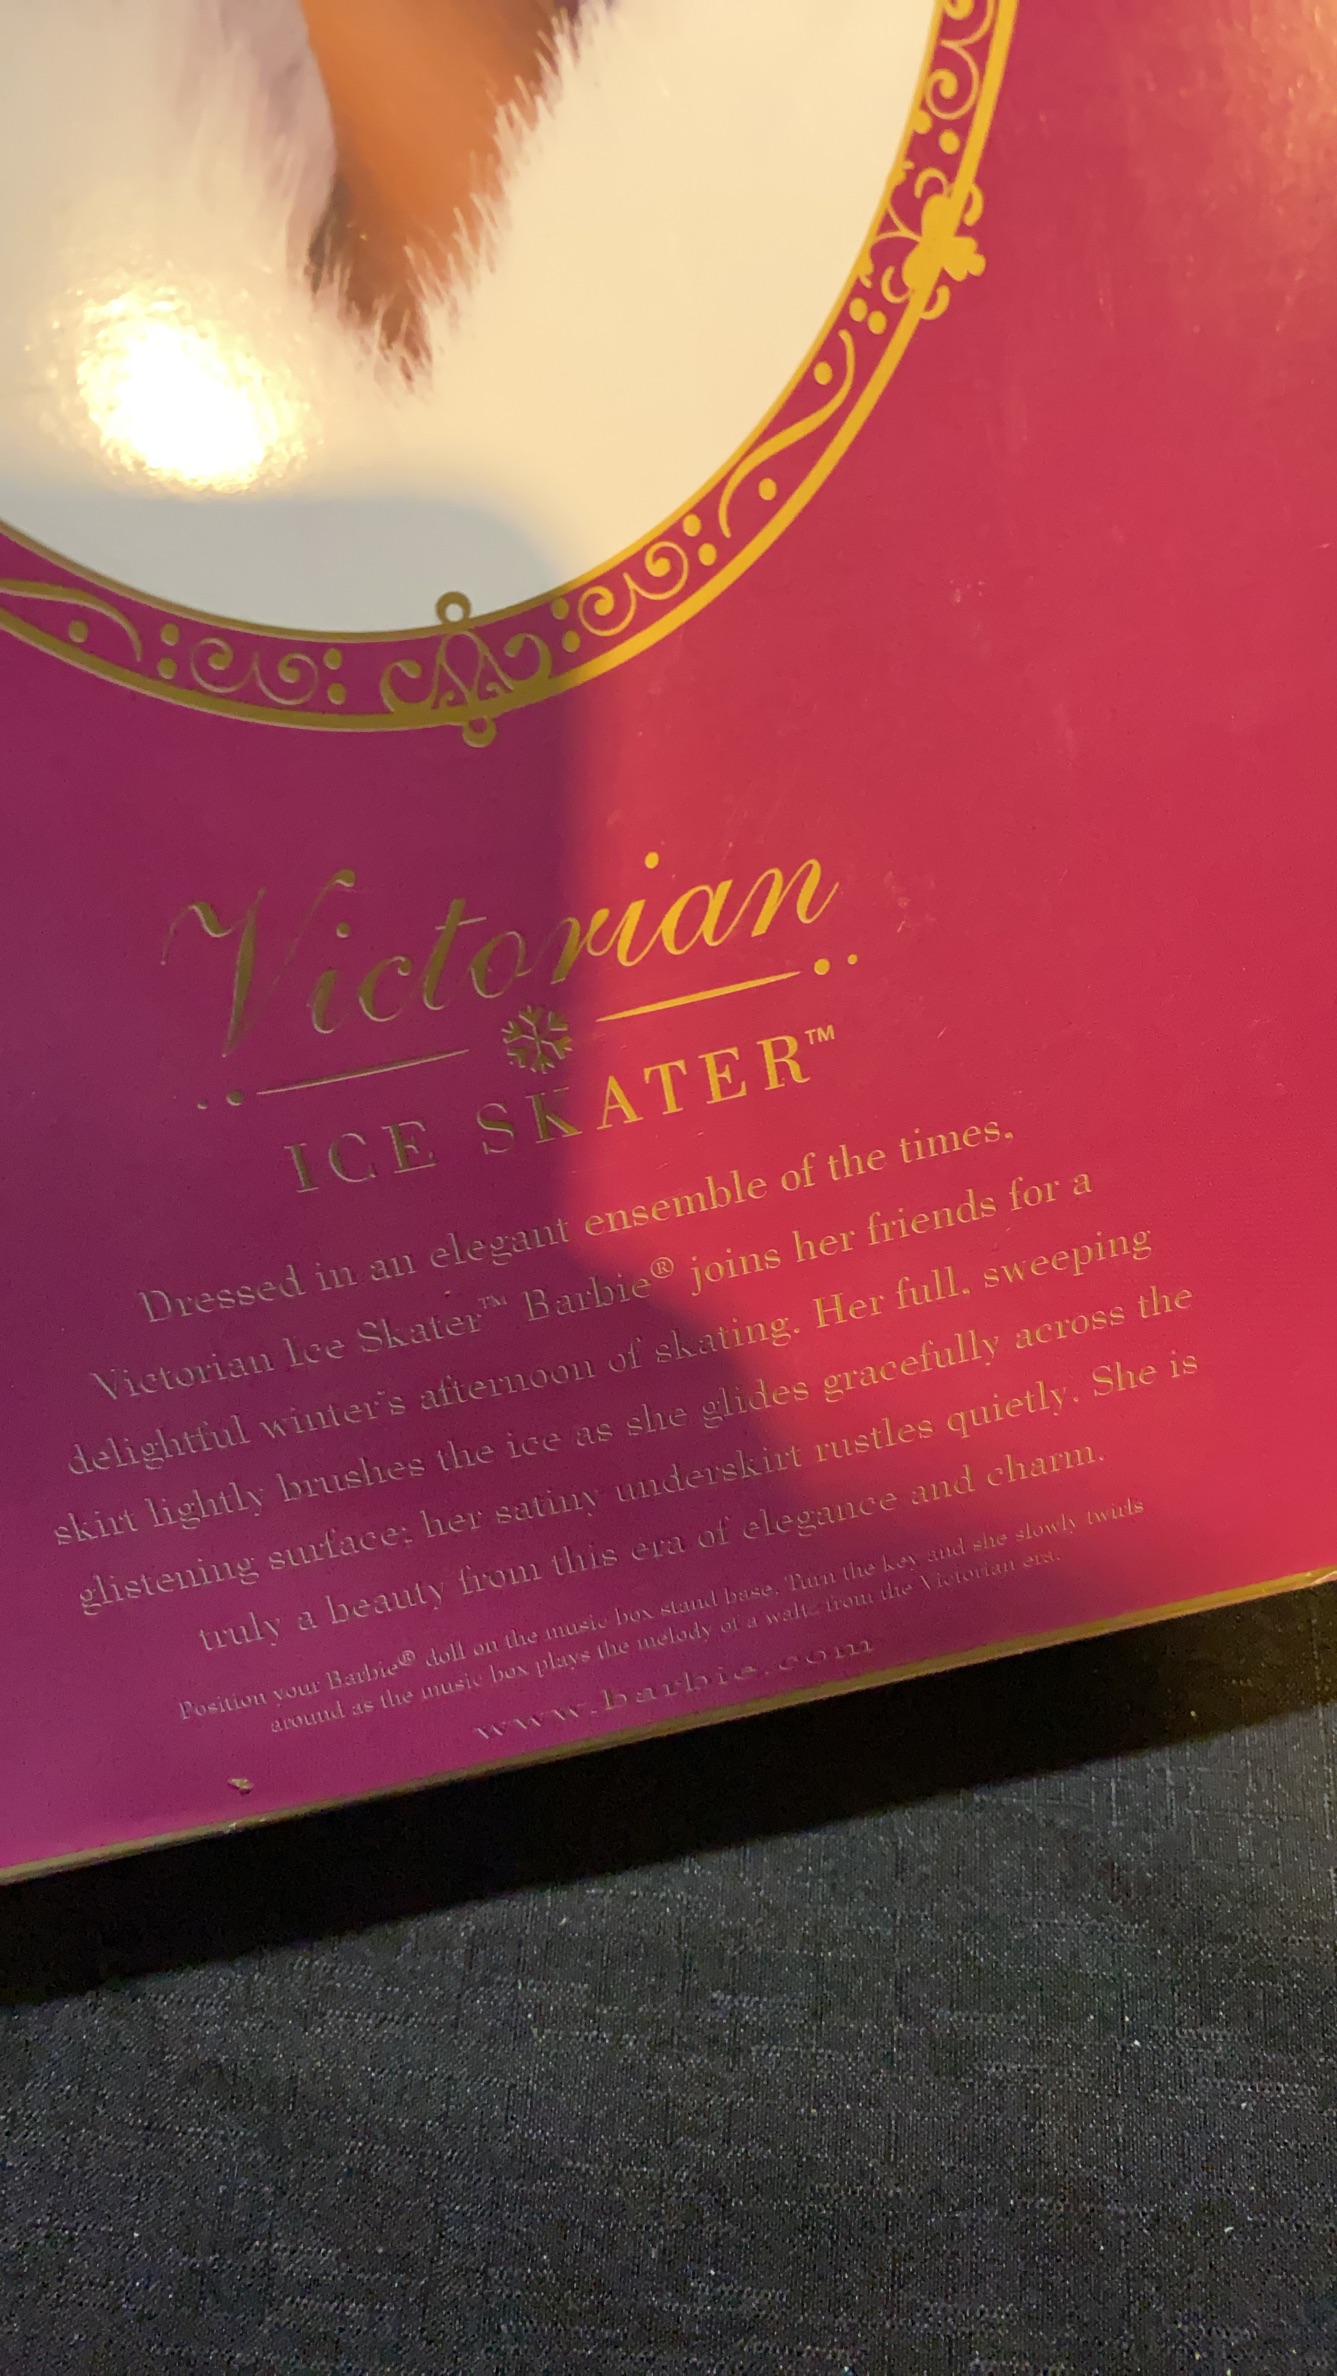 Victorian
ICE SKATER™
Dressed in an elegant ensemble of the times,
Victorian Ice Skater™ Barbie® joins her friends for a
delightful winter's afternoon of skating. Her full, sweeping
skirt lightly brushes the ice as she glides gracefully across the
glistening surface; her satiny underskirt rustles quietly. She is
truly a beauty from this era of elegance and charm.
Position your Barbie® doll on the music box stand base. Turn the key and she slowly twirls
around as the music box plays the melody of a waltz from the Victorian era.
www.barbie.com